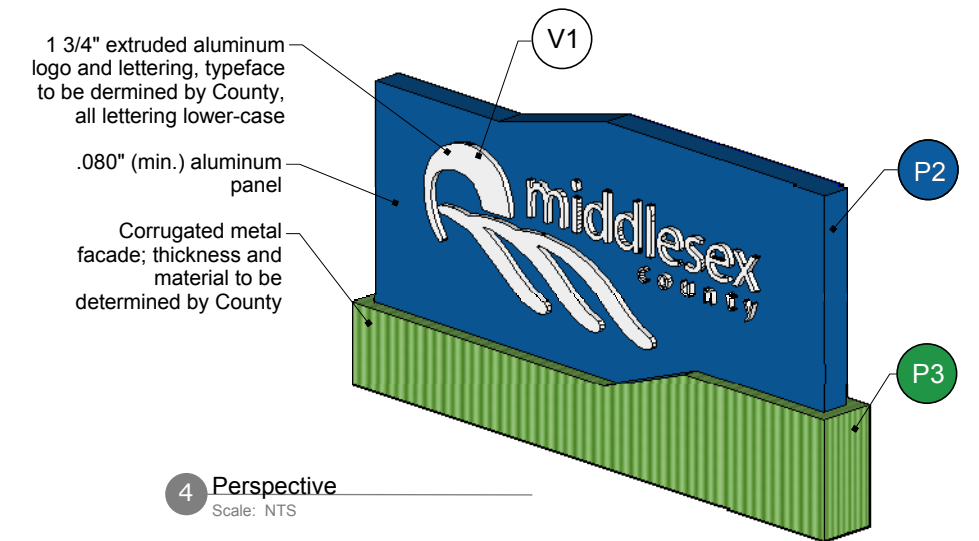 1 3/4" extruded aluminum
logo and lettering, typeface
to be dermined by County,
all lettering lower-case
.080" (min.) aluminum
panel
Corrugated metal
facade; thickness and
material to be
determined by County
V1
middlesex
county
P2
P3
4 Perspective
Scale: NTS